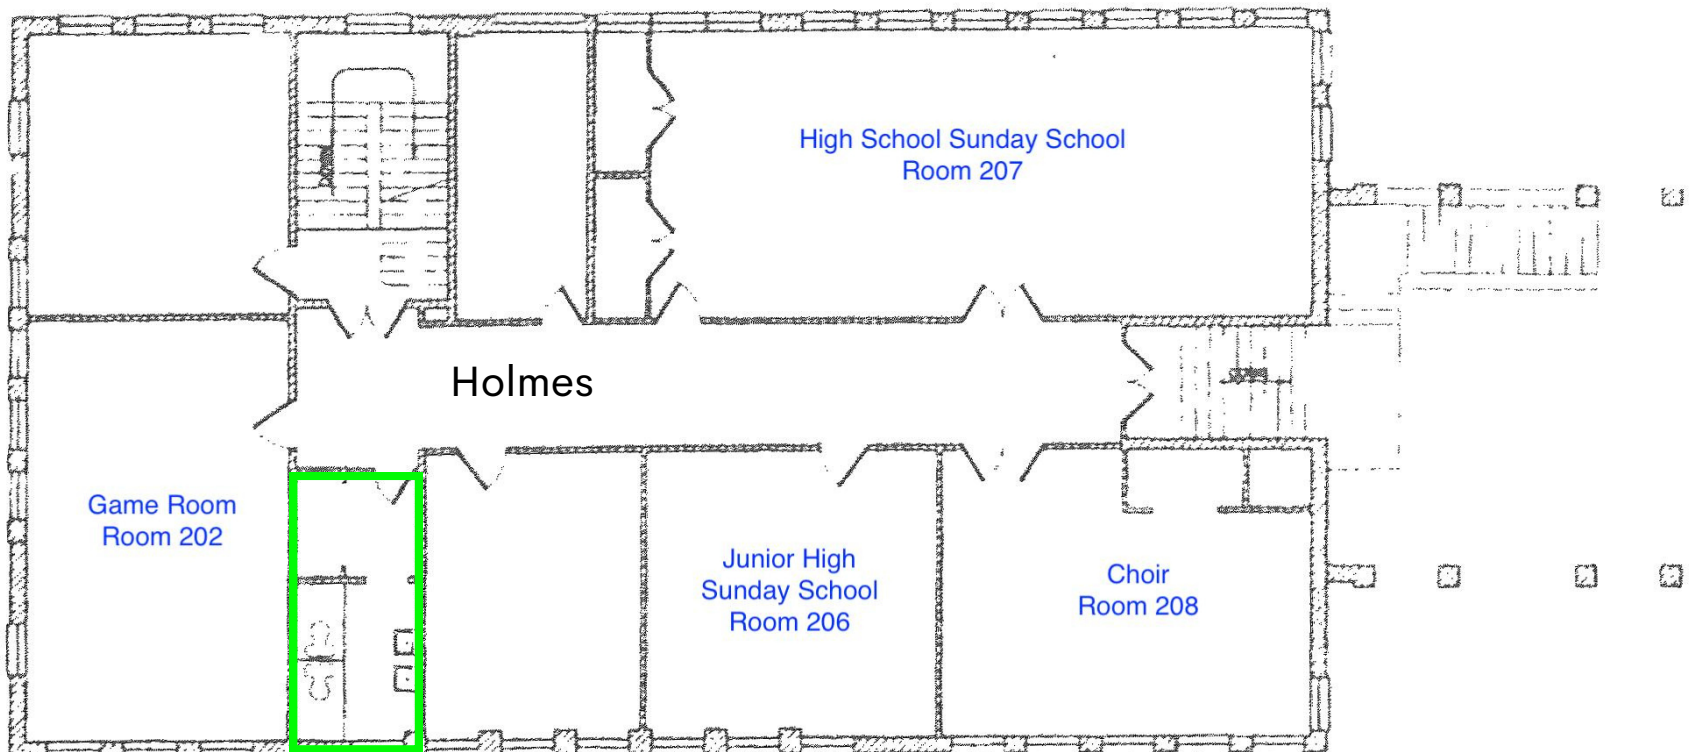 High School Sunday School
Room 207
Holmes
Game Room
Room 202
Junior High
Sunday School
Room 206
Choir
Room 208